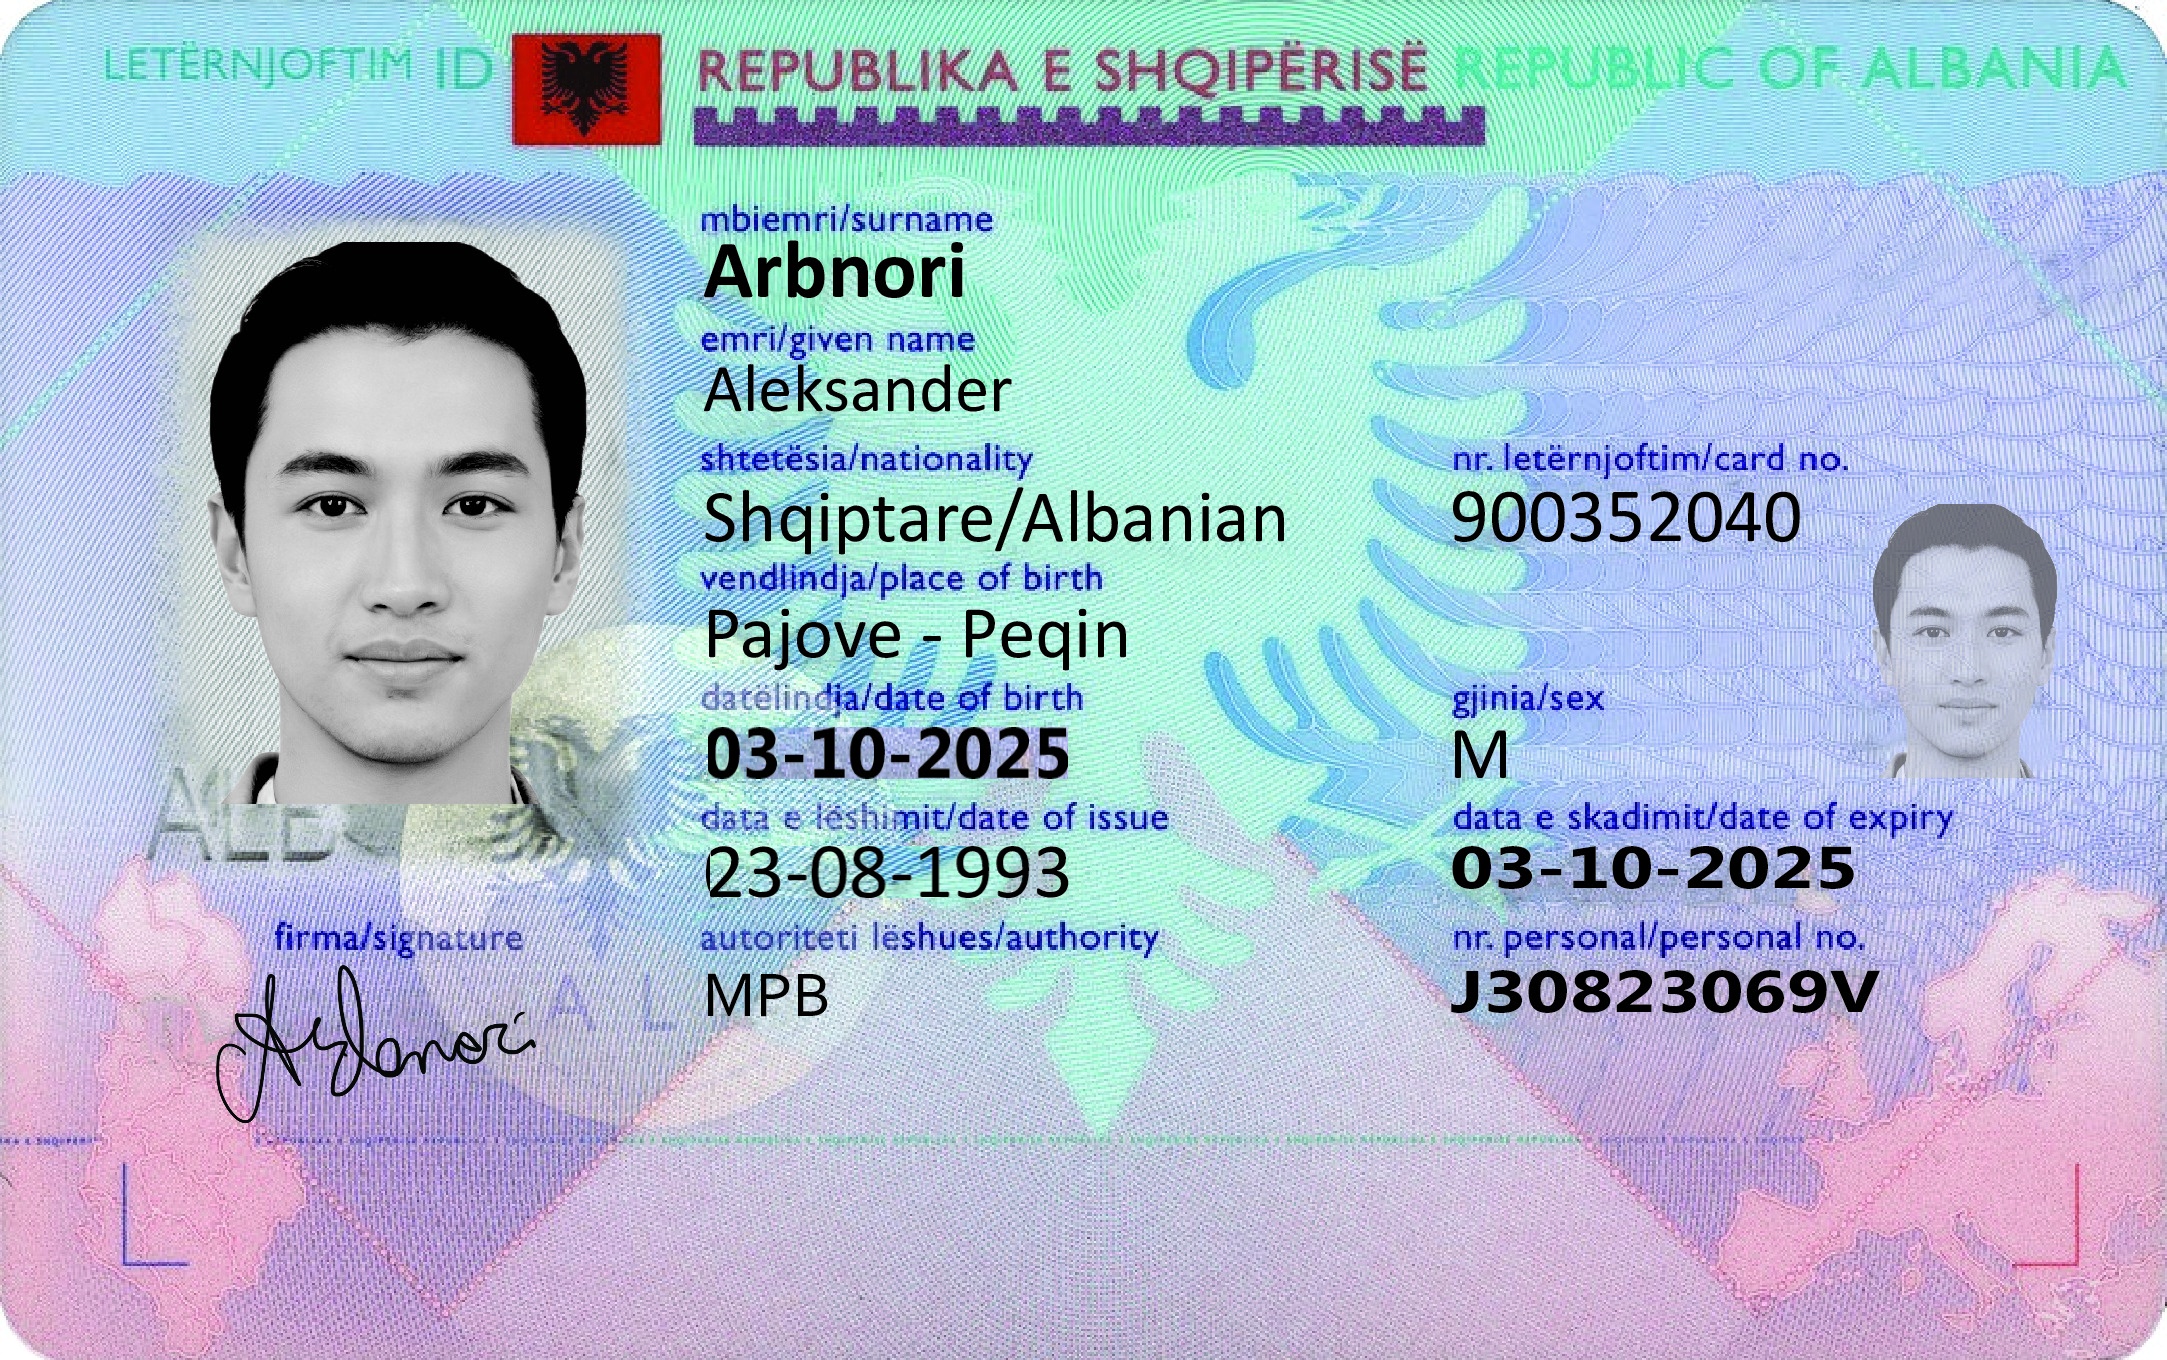 LETËRNJOFTIM ID REPUBLIKA E SHQIPËRISË REPUBLIC OF ALBANIA
mbiemri/surname
Arbnori
emri/given name
Aleksander
shtetësia/nationality nr. letërnjoftim/card no.
Shqiptare/Albanian 900352040
vendlindja/place of birth
Pajove - Peqin
datëlindja/date of birth gjinia/sex
03-10-2025 M
data e lëshimit/date of issue data e skadimit/date of expiry
23-08-1993 03-10-2025
ALB
firma/signature autoriteti lëshues/authority nr. personal/personal no.
MPB J30823069V
A L